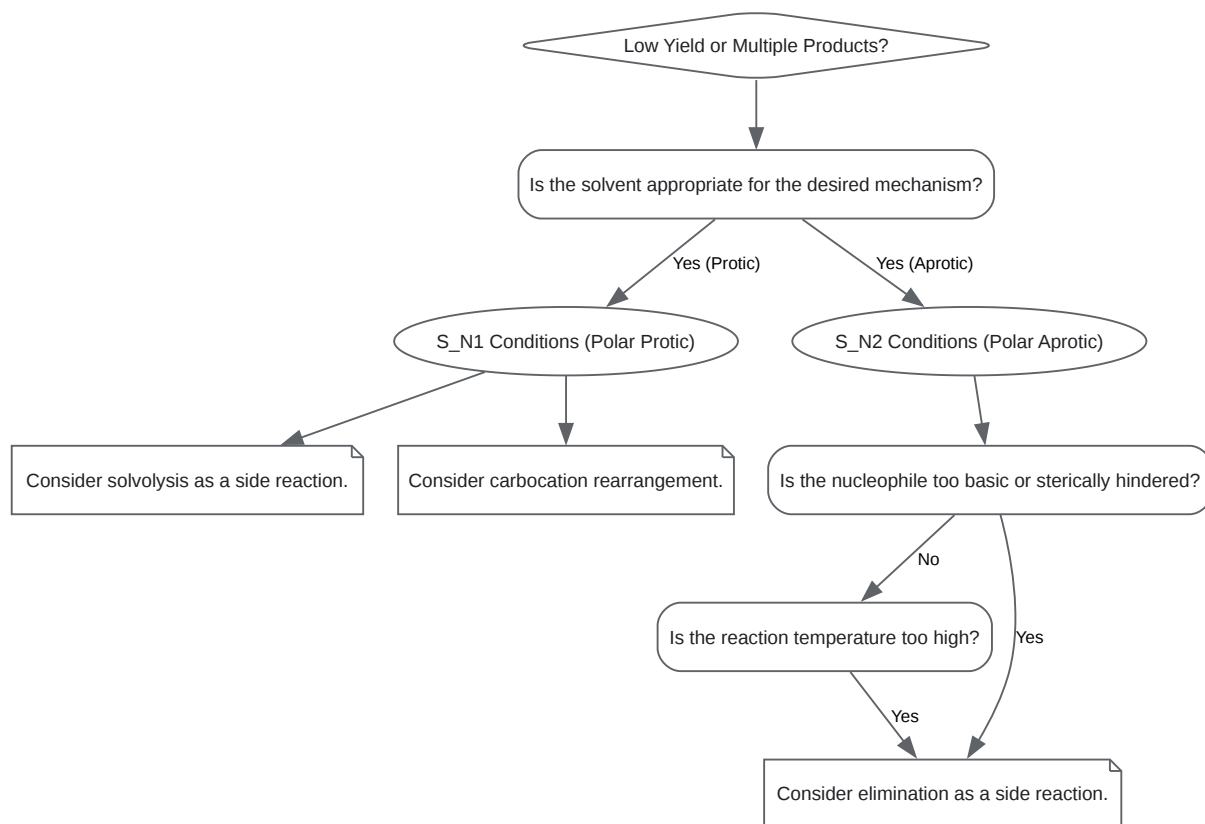 Low Yield or Multiple Products?
Is the solvent appropriate for the desired mechanism?
Yes (Protic)
Yes (Aprotic)
S_N1 Conditions (Polar Protic)
S_N2 Conditions (Polar Aprotic)
Consider solvolysis as a side reaction.
Consider carbocation rearrangement.
Is the nucleophile too basic or sterically hindered?
No
Is the reaction temperature too high?
Yes
Yes
Consider elimination as a side reaction.